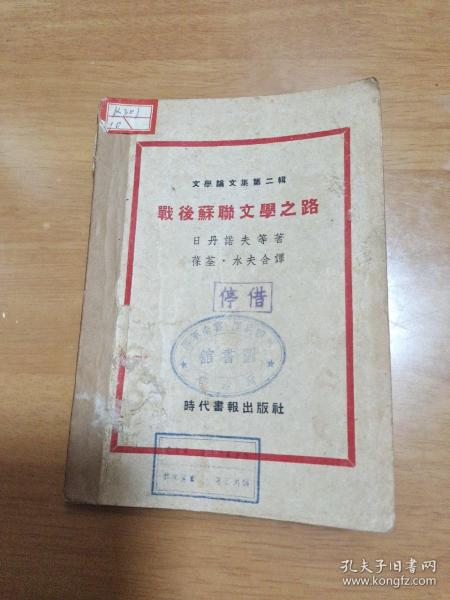 文學論文集第二輯
戰後蘇聯文學之路
日丹諾夫等著
葆荃·水夫合譯
停借
圖書館
時代書報出版社
孔夫子旧书网
www.kongfz.com